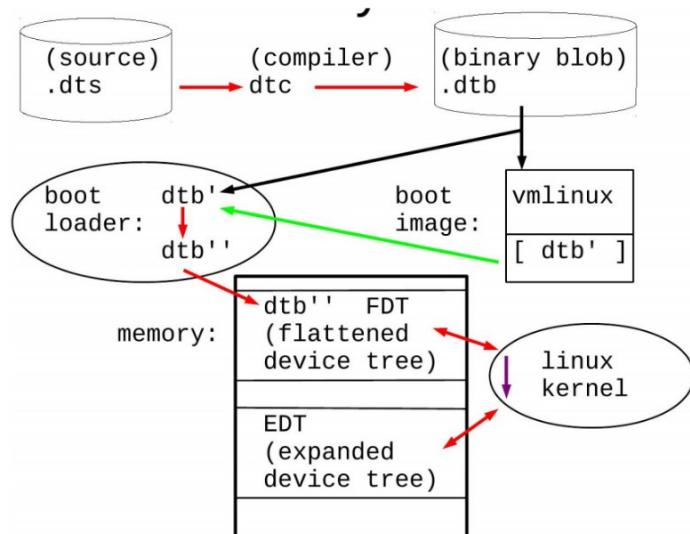 (source)
.dts
(compiler)
dtc
(binary blob)
.dtb
boot
loader:
dtb'
dtb''
boot
image:
vmlinux
[ dtb' ]
memory:
dtb'' FDT
(flattened
device tree)
linux
kernel
EDT
(expanded
device tree)